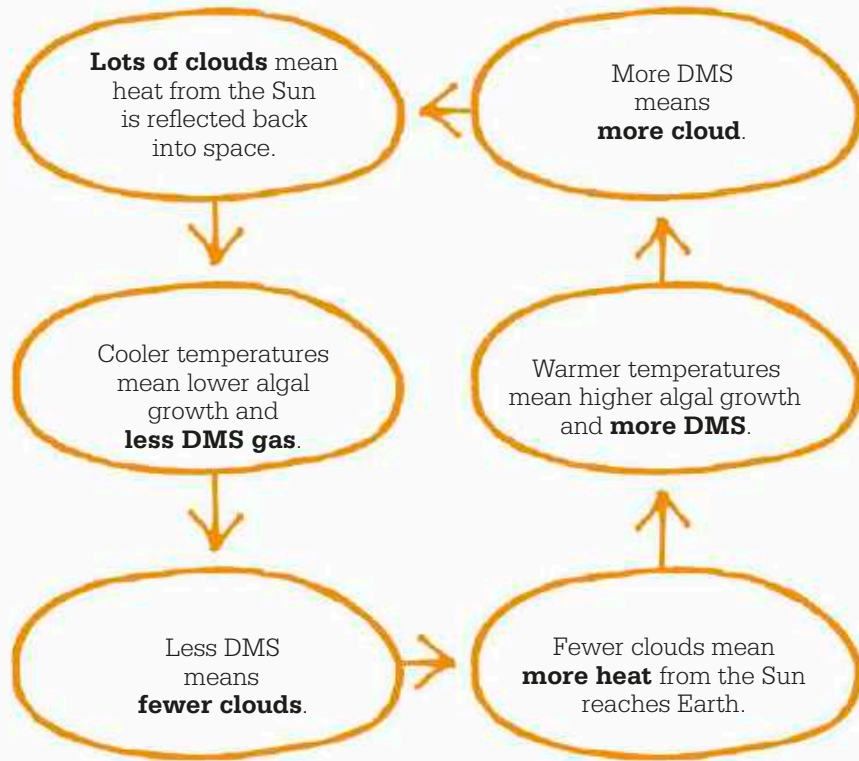 Lots of clouds mean
heat from the Sun
is reflected back
into space.
More DMS
means
more cloud.
Cooler temperatures
mean lower algal
growth and
less DMS gas.
Warmer temperatures
mean higher algal growth
and more DMS.
Less DMS
means
fewer clouds.
Fewer clouds mean
more heat from the Sun
reaches Earth.